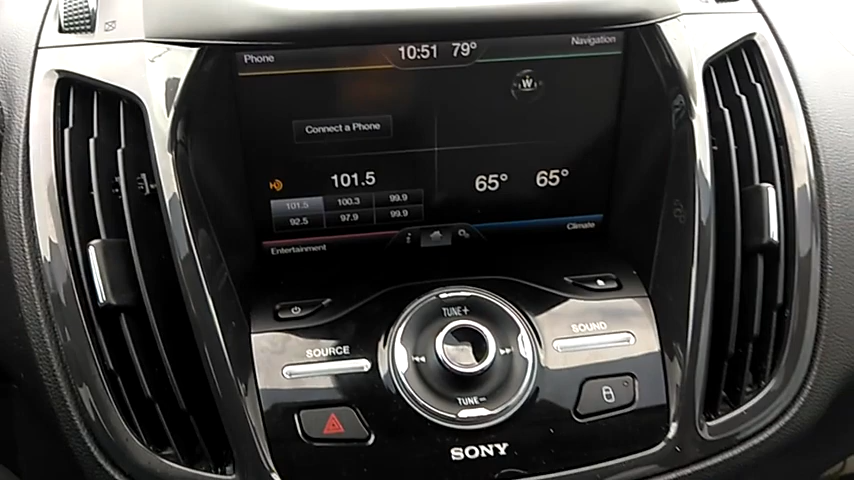 Phone
10:51 79°
Navigation
W
Connect a Phone
101.5
65° 65°
101.5 100.3 99.9
92.5 97.9 99.9
Entertainment
i
Climate
TUNE+
SOURCE
SOUND
TUNE-
SONY